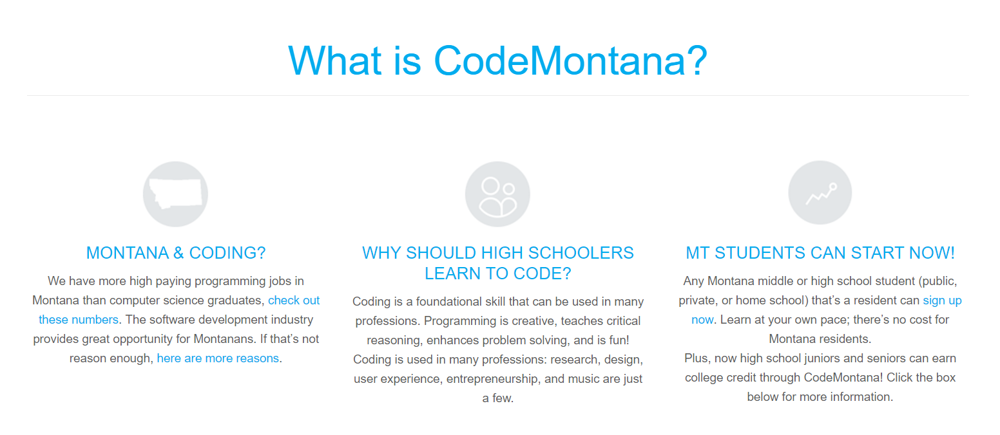 What is CodeMontana?
MONTANA & CODING?
We have more high paying programming jobs in
Montana than computer science graduates, check out
these numbers. The software development industry
provides great opportunity for Montanans. If that’s not
reason enough, here are more reasons.
WHY SHOULD HIGH SCHOOLERS
LEARN TO CODE?
Coding is a foundational skill that can be used in many
professions. Programming is creative, teaches critical
reasoning, enhances problem solving, and is fun!
Coding is used in many professions: research, design,
user experience, entrepreneurship, and music are just
a few.
MT STUDENTS CAN START NOW!
Any Montana middle or high school student (public,
private, or home school) that’s a resident can sign up
now. Learn at your own pace; there’s no cost for
Montana residents.
Plus, now high school juniors and seniors can earn
college credit through CodeMontana! Click the box
below for more information.